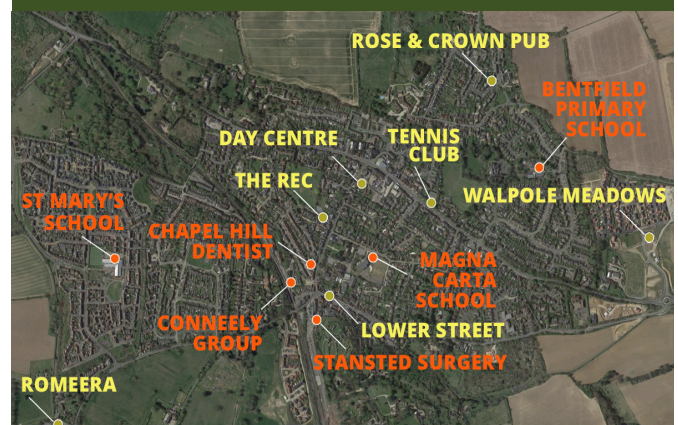 ROSE & CROWN PUB
BENTFIELD
PRIMARY
SCHOOL
DAY CENTRE
TENNIS
CLUB
THE REC
WALPOLE MEADOWS
ST MARY'S
SCHOOL
CHAPEL HILL
DENTIST
MAGNA
CARTA
SCHOOL
CONNEELY
GROUP
LOWER STREET
STANSTED SURGERY
ROMEERA